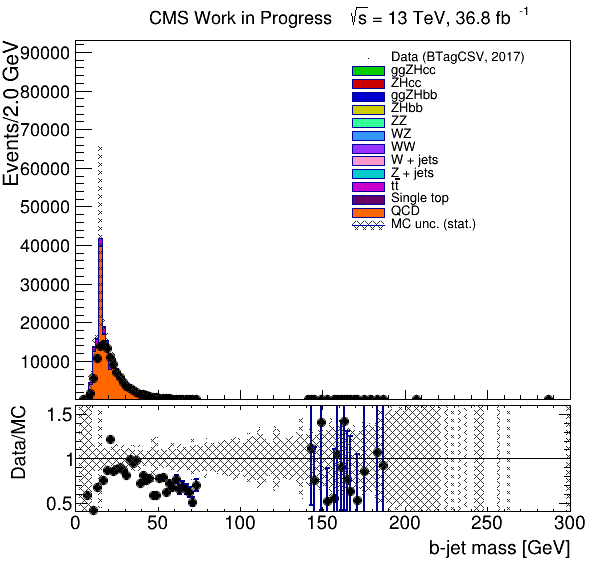 CMS Work in Progress √s = 13 TeV, 36.8 fb -1
Events/2.0 GeV
90000
80000
70000
60000
50000
40000
30000
20000
10000
Data (BTagCSV, 2017)
ggZHcc
ZHcc
ggZHbb
ZHbb
ZZ
WZ
WW
W + jets
Z + jets
tt̅
Single top
QCD
MC unc. (stat.)
Data/MC
1.5
1
0.5
0 50 100 150 200 250 300
b-jet mass [GeV]